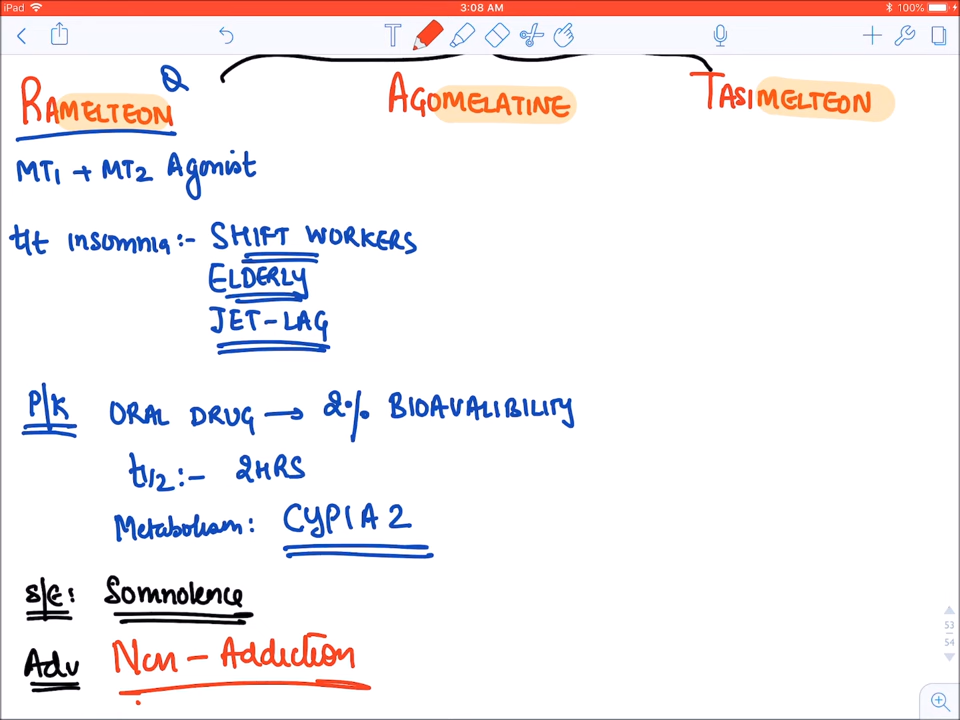 iPad 3:08 AM 100%
T
Q
RAMELTEON AGOMELATINE TASIMELTEON
MT1 + MT2 Agonist
t/t insomnia:- SHIFT WORKERS
ELDERLY
JET-LAG
P/K ORAL DRUG → 2% BIOAVALIBILITY
t1/2:- 2HRS
Metabolism: CYP1A2
53
54
S/E: Somnolence
Adv Non - Addiction